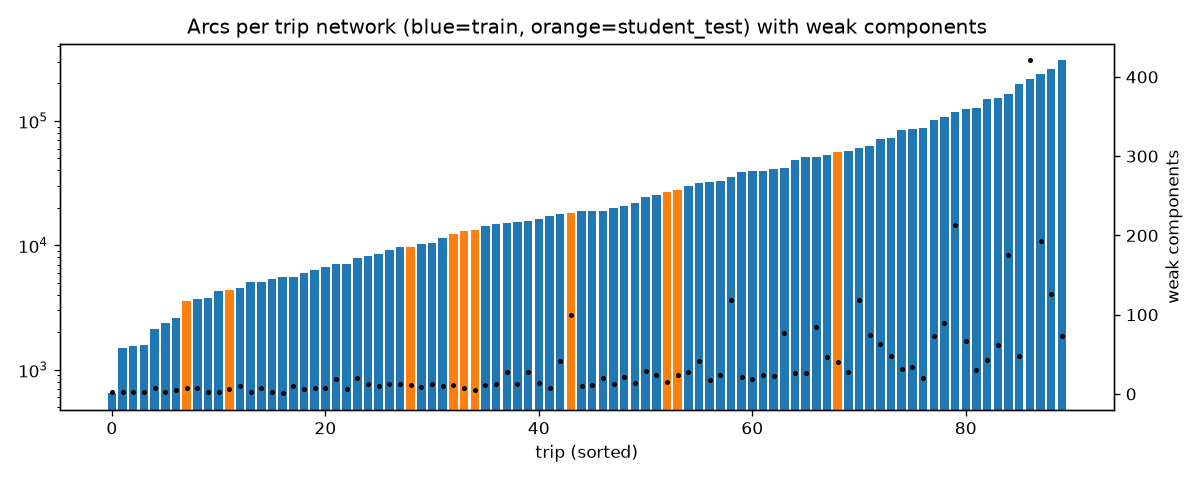 Arcs per trip network (blue=train, orange=student_test) with weak components
10^5
10^4
10^3
400
300
200
100
0
weak components
0 20 40 60 80
trip (sorted)